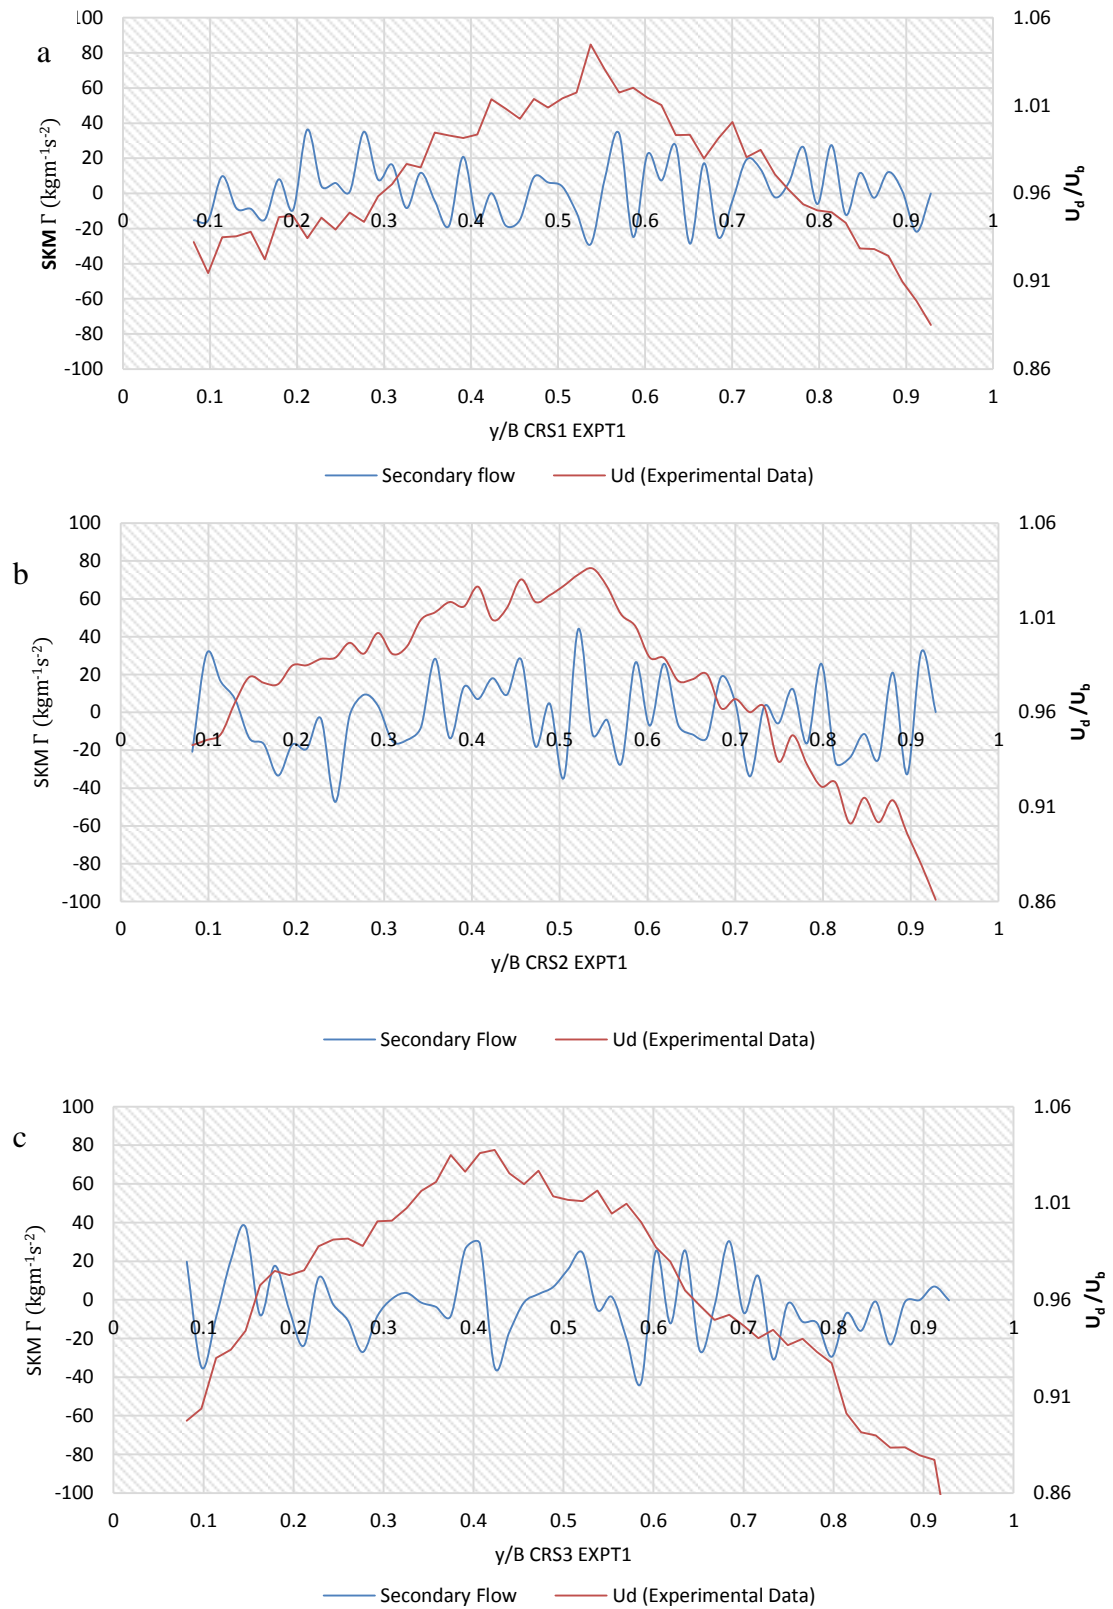 a
100
80
60
40
20
0
-20
-40
-60
-80
-100
SKM Γ (kgm-1s-2)
0 0.1 0.2 0.3 0.4 0.5 0.6 0.7 0.8 0.9 1
1.06
1.01
0.96
0.91
0.86
Ud/Ub
0 0.1 0.2 0.3 0.4 0.5 0.6 0.7 0.8 0.9 1
y/B CRS1 EXPT1
Secondary flow Ud (Experimental Data)
b
100
80
60
40
20
0
-20
-40
-60
-80
-100
SKM Γ (kgm-1s-2)
0 0.1 0.2 0.3 0.4 0.5 0.6 0.7 0.8 0.9 1
1.06
1.01
0.96
0.91
0.86
Ud/Ub
0 0.1 0.2 0.3 0.4 0.5 0.6 0.7 0.8 0.9 1
y/B CRS2 EXPT1
Secondary Flow Ud (Experimental Data)
c
100
80
60
40
20
0
-20
-40
-60
-80
-100
SKM Γ (kgm-1s-2)
0 0.1 0.2 0.3 0.4 0.5 0.6 0.7 0.8 0.9 1
1.06
1.01
0.96
0.91
0.86
Ud/Ub
0 0.1 0.2 0.3 0.4 0.5 0.6 0.7 0.8 0.9 1
y/B CRS3 EXPT1
Secondary Flow Ud (Experimental Data)